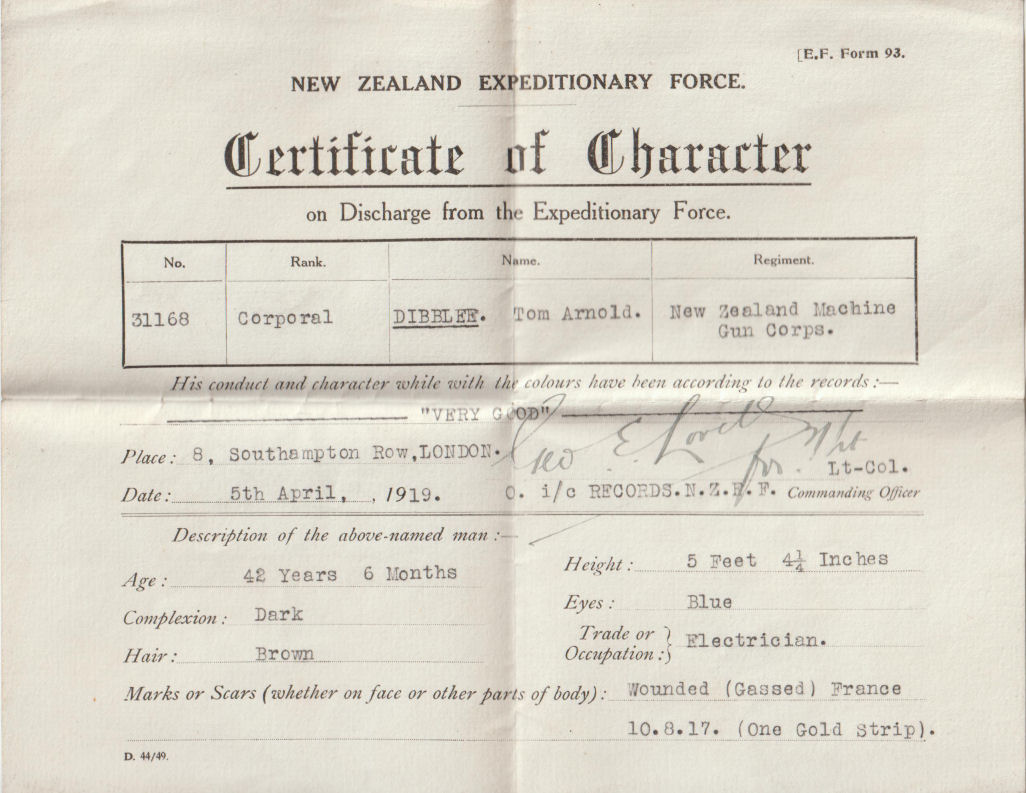 [E.F. Form 93.
NEW ZEALAND EXPEDITIONARY FORCE.
Certificate of Character
on Discharge from the Expeditionary Force.
No. Rank. Name. Regiment.
31168 Corporal DIBBLEE. Tom Arnold. New Zealand Machine
Gun Corps.
His conduct and character while with the colours have been according to the records:—
"VERY GOOD"
Place: 8, Southampton Row,LONDON.
Geo E. Lovell
for Lt-Col.
Date: 5th April, , 1919. O. i/c RECORDS.N.Z.E.F. Commanding Officer
Description of the above-named man :—
Age: 42 Years 6 Months Height: 5 Feet 4¼ Inches
Complexion: Dark Eyes: Blue
Hair: Brown Trade or Occupation:} Electrician.
Marks or Scars (whether on face or other parts of body): Wounded (Gassed) France
10.8.17. (One Gold Strip).
D. 44/49.